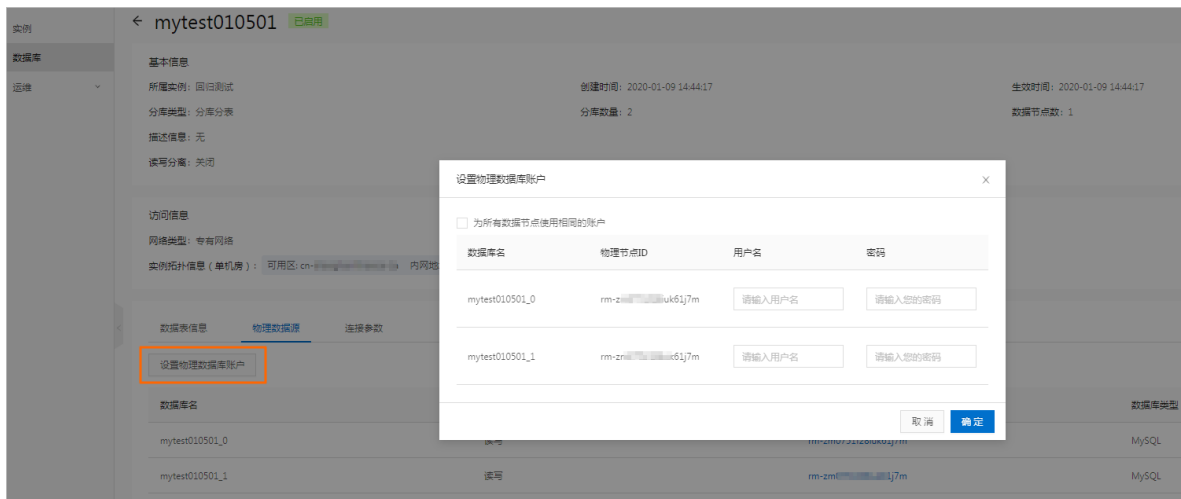 实例
数据库
运维
← mytest010501 已启用
基本信息
所属实例：回归测试 创建时间：2020-01-09 14:44:17 生效时间：2020-01-09 14:44:17
分库类型：分库分表 分库数量：2 数据节点数：1
描述信息：无
读写分离：关闭
访问信息
网络类型：专有网络
实例拓扑信息（单机房）： 可用区: cn- 内网地
数据表信息 物理数据源 连接参数
设置物理数据库账户
数据库名 数据库类型
mytest010501_0 读写 MySQL
mytest010501_1 读写 rm-zm 1j7m MySQL
设置物理数据库账户 ×
为所有数据节点使用相同的账户
数据库名 物理节点ID 用户名 密码
mytest010501_0 rm-z uk61j7m 请输入用户名 请输入您的密码
mytest010501_1 rm-z 61j7m 请输入用户名 请输入您的密码
取消 确定